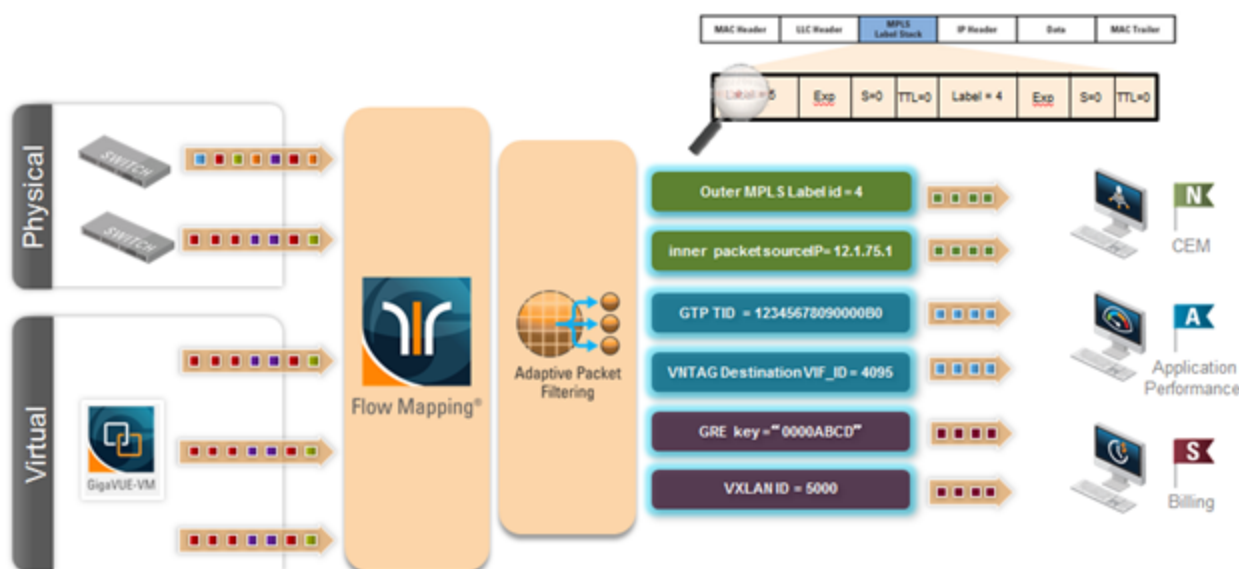 MAC Header
LLC Header
MPLS
Label Stack
IP Header
Data
MAC Trailer
Label = 5
Exp
S=0
TTL=0
Label = 4
Exp
S=0
TTL=0
Physical
SWITCH
SWITCH
Virtual
GigaVUE-VM
Flow Mapping®
Adaptive Packet
Filtering
Outer MPLS Label id = 4
inner packet sourceIP= 12.1.75.1
GTP TID = 12345678090000B0
VNTAG Destination VIF_ID = 4095
GRE key = "0000ABCD"
VXLAN ID = 5000
N
CEM
A
Application
Performance
S
Billing